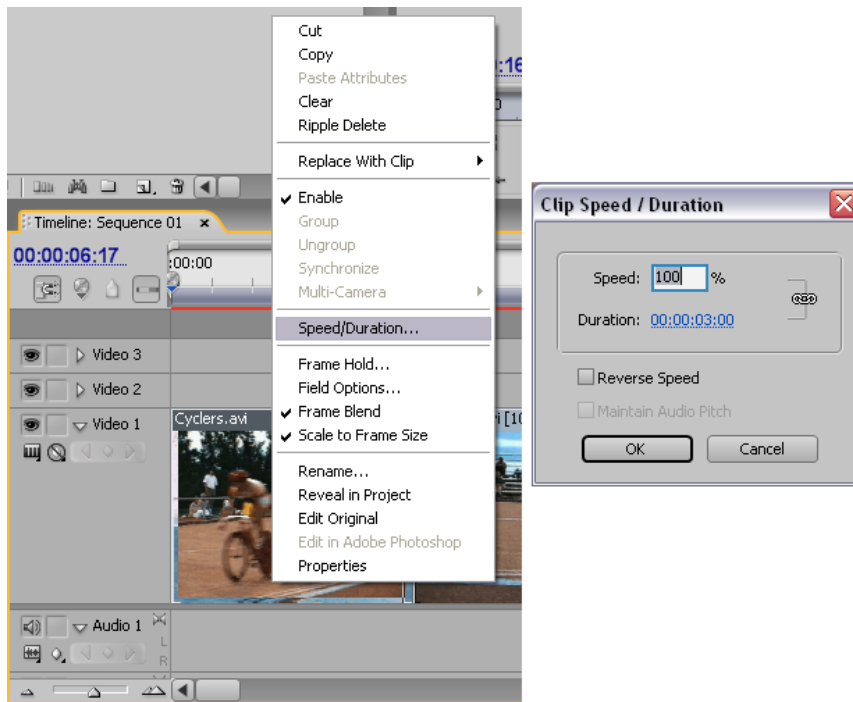 Cut
Copy
Paste Attributes
Clear
Ripple Delete
Replace With Clip
Enable
Group
Ungroup
Synchronize
Multi-Camera
Speed/Duration...
Frame Hold...
Field Options...
Frame Blend
Scale to Frame Size
Rename...
Reveal in Project
Edit Original
Edit in Adobe Photoshop
Properties
:16
Timeline: Sequence 01 x
00:00:06:17
:00:00
Video 3
Video 2
Video 1
Cyclers.avi
i [10
Audio 1
L
R
Clip Speed / Duration
Speed: 100 %
Duration: 00:00:03:00
Reverse Speed
Maintain Audio Pitch
OK
Cancel